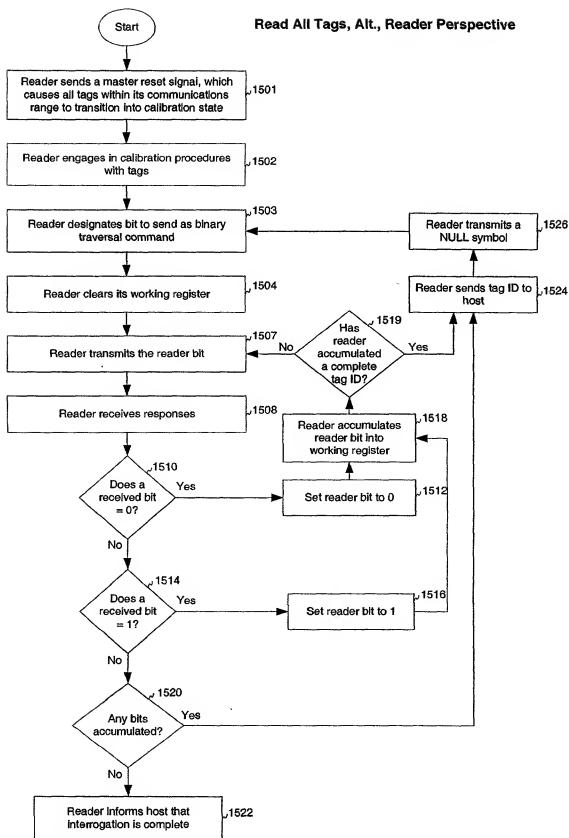 Read All Tags, Alt., Reader Perspective
Start
Reader sends a master reset signal, which
causes all tags within its communications
range to transition into calibration state
1501
Reader engages in calibration procedures
with tags
1502
1503
Reader designates bit to send as binary
traversal command
Reader transmits a
NULL symbol
1526
Reader clears its working register
1504
Reader sends tag ID to
host
1524
1507
Reader transmits the reader bit
1519
Has
reader
accumulated
a complete
tag ID?
No
Yes
Reader receives responses
1508
Reader accumulates
reader bit into
working register
1518
1510
Does a
received bit
= 0?
Yes
Set reader bit to 0
1512
No
1514
Does a
received bit
= 1?
Yes
Set reader bit to 1
1516
No
1520
Any bits
accumulated?
Yes
No
Reader informs host that
interrogation is complete
1522